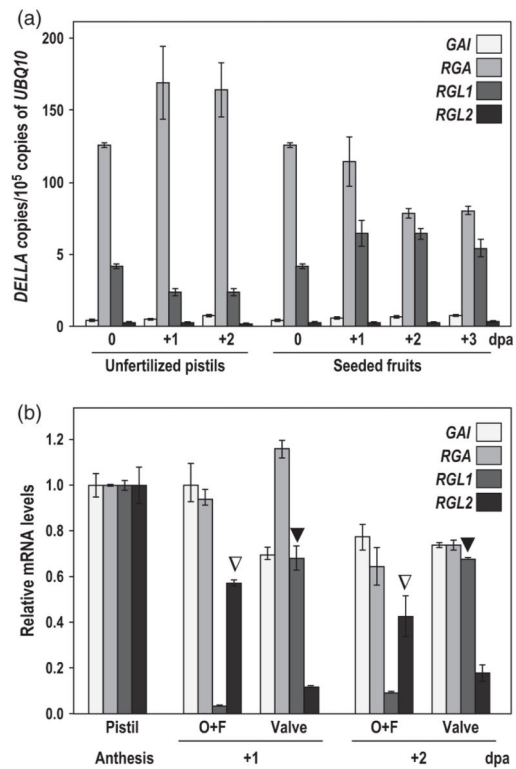 (a)
DELLA copies/10⁵ copies of UBQ10
200
150
100
5
0
GAI
RGA
RGL1
RGL2
0 +1 +2 0 +1 +2 +3 dpa
Unfertilized pistils Seeded fruits
(b)
Relative mRNA levels
1.2
1.0
0.8
0.6
0.4
0.2
0.0
GAI
RGA
RGL1
RGL2
Pistil O+F Valve O+F Valve
Anthesis +1 +2 dpa